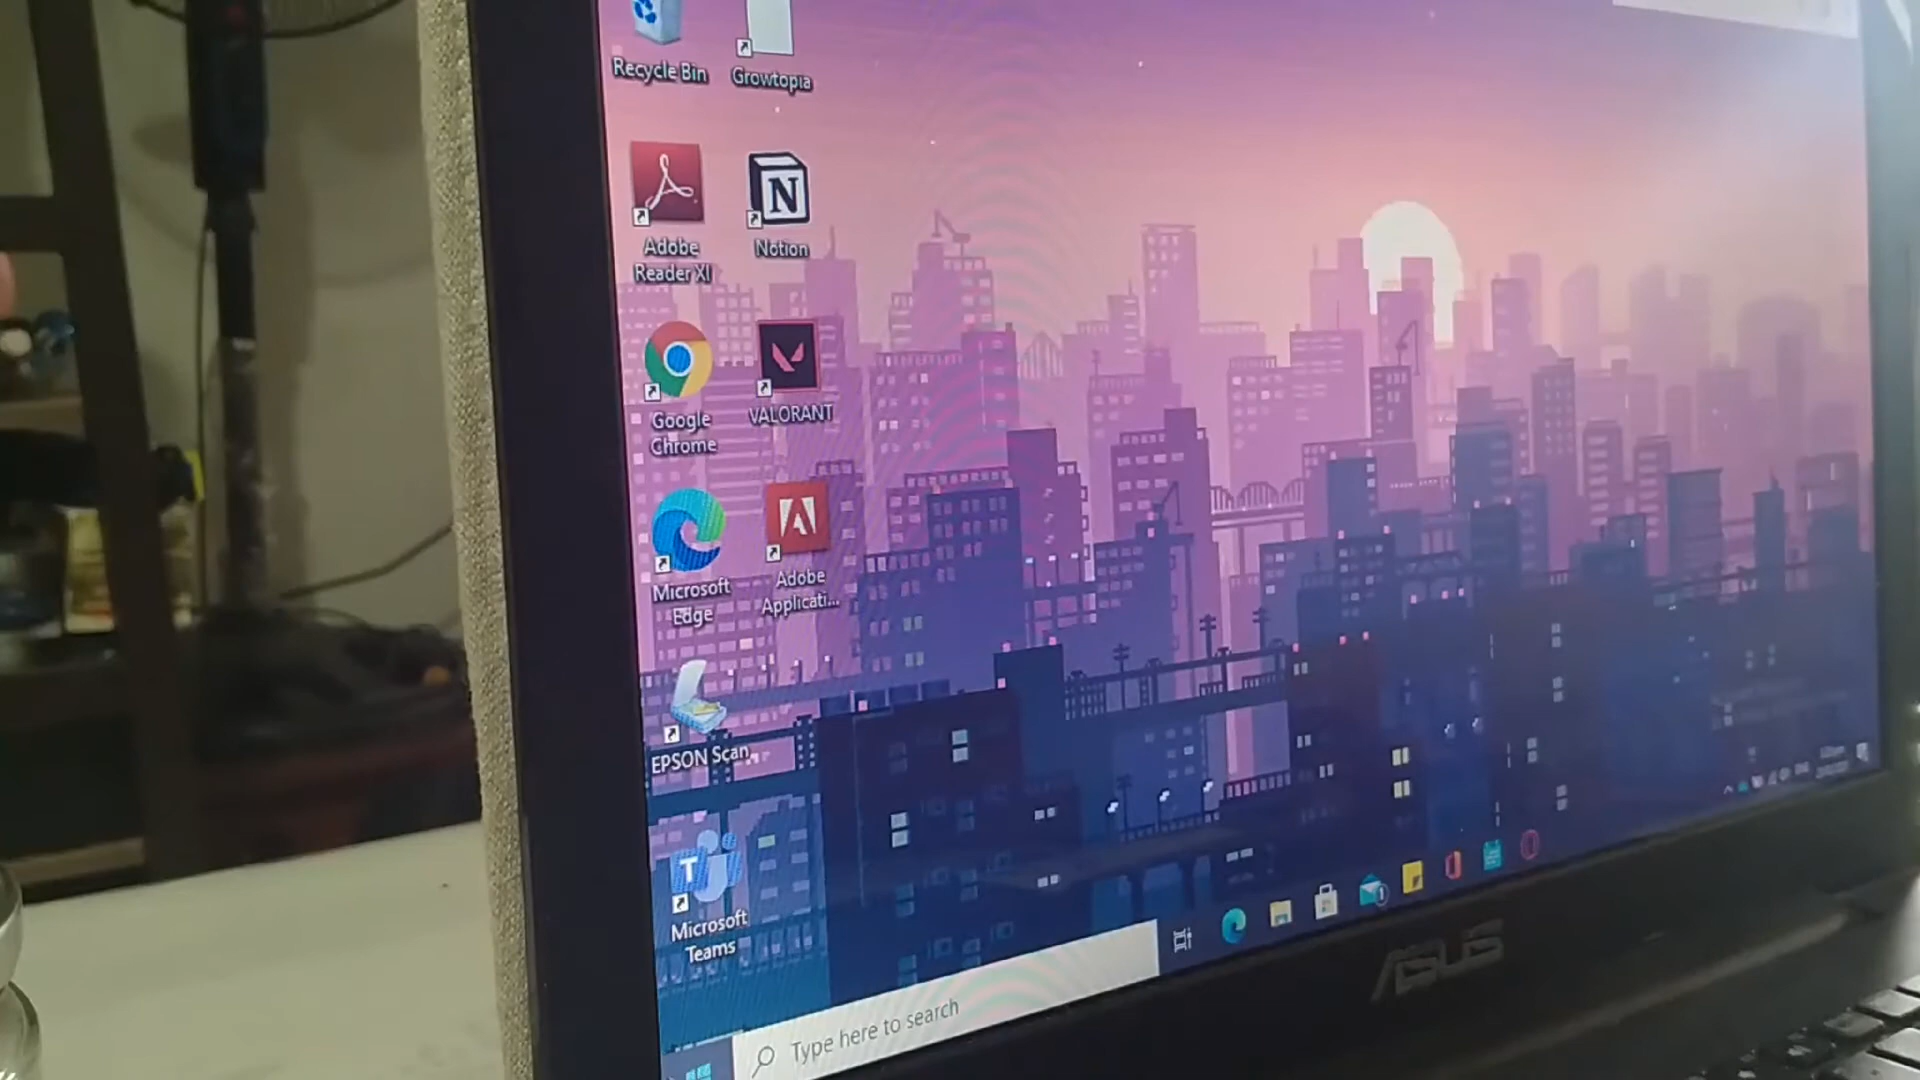 Recycle Bin
Growtopia
Adobe
Reader XI
Notion
Google
Chrome
VALORANT
Microsoft
Edge
Adobe
Applicati...
EPSON Scan
Microsoft
Teams
Type here to search
ASUS